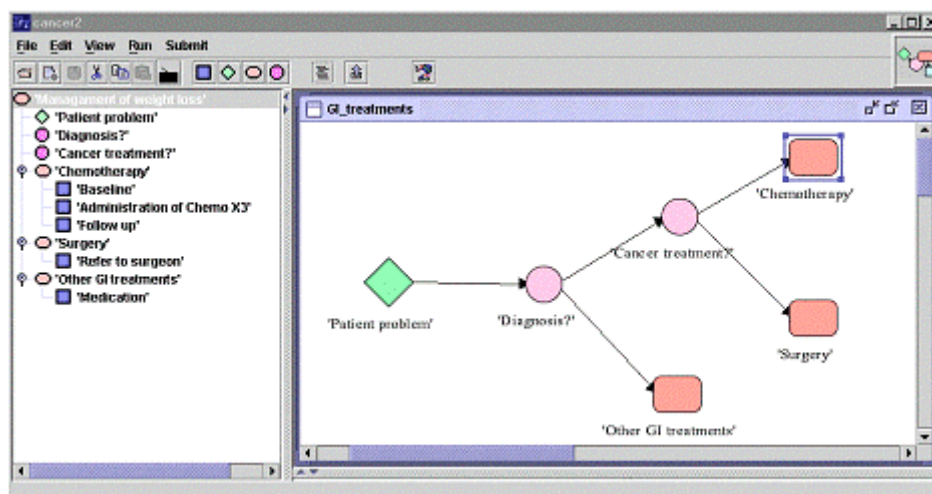 cancer2
File Edit View Run Submit
'Managament of weight loss'
'Patient problem'
'Diagnosis?'
'Cancer treatment?'
'Chemotherapy'
'Baseline'
'Administration of Chemo X3'
'Follow up'
'Surgery'
'Refer to surgeon'
'Other GI treatments'
'Medication'
GI_treatments
'Chemotherapy'
'Cancer treatment?'
'Patient problem'
'Diagnosis?'
'Surgery'
'Other GI treatments'